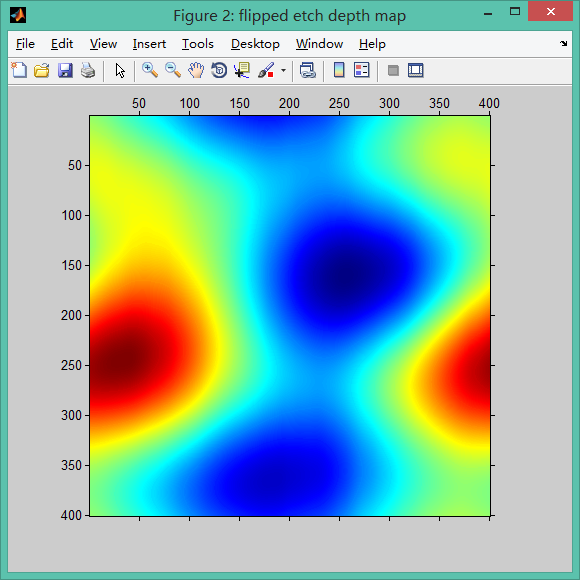 Figure 2: flipped etch depth map
File Edit View Insert Tools Desktop Window Help
50 100 150 200 250 300 350 400
50
100
150
200
250
300
350
400